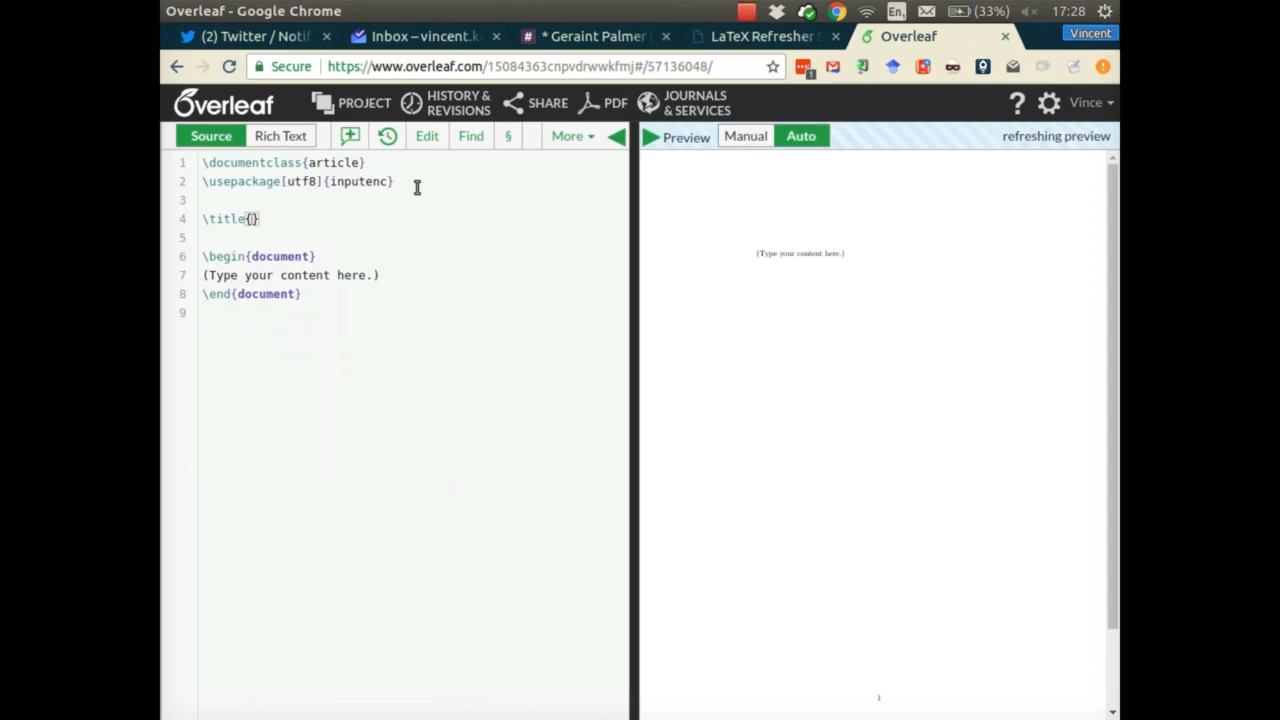 Overleaf - Google Chrome
En1 (33%) 17:28
(2) Twitter / Notif
Inbox – vincent.k
* Geraint Palmer
LaTeX Refresher S
Overleaf
Vincent
Secure https://www.overleaf.com/15084363cnpvdrwwkfmj#/57136048/
1
Overleaf PROJECT HISTORY & REVISIONS SHARE PDF JOURNALS & SERVICES ? Vince
Source Rich Text Edit Find § More Preview Manual Auto refreshing preview
1 \documentclass{article}
2 \usepackage[utf8]{inputenc}
3
4 \title{}
5
6 \begin{document}
7 (Type your content here.)
8 \end{document}
9
(Type your content here.)
1